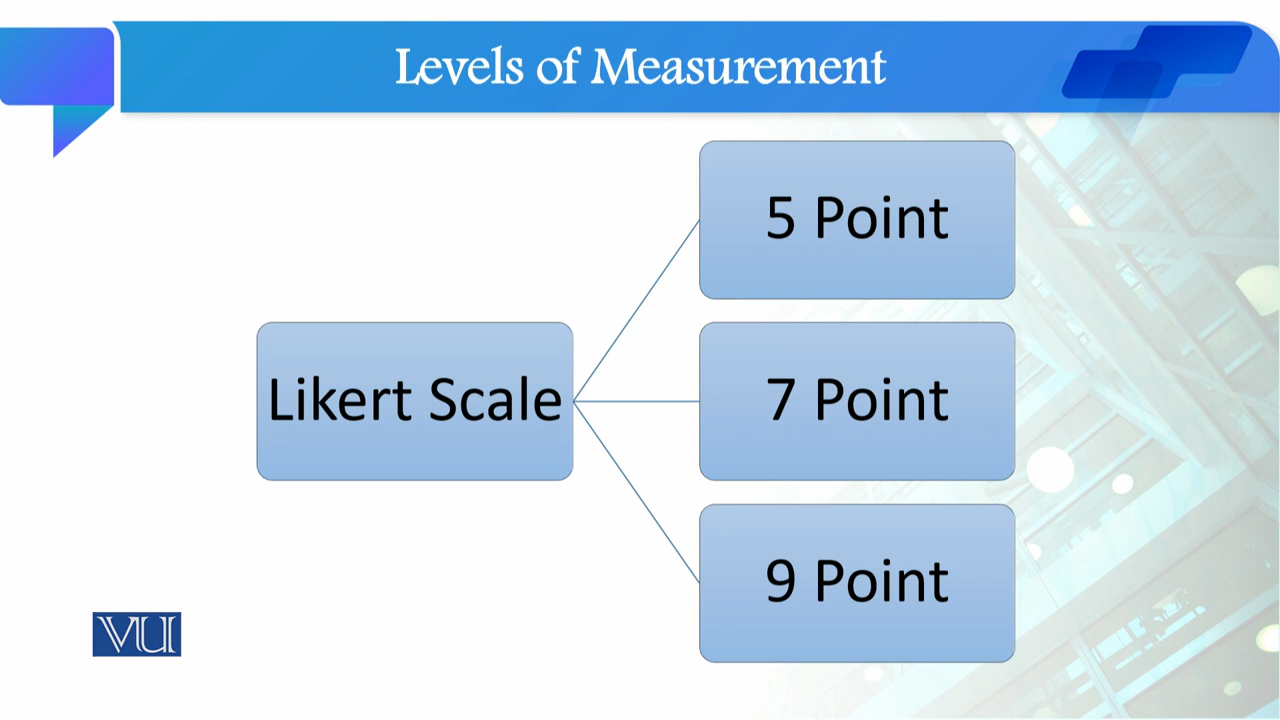 Levels of Measurement
5 Point
Likert Scale
7 Point
9 Point
VU